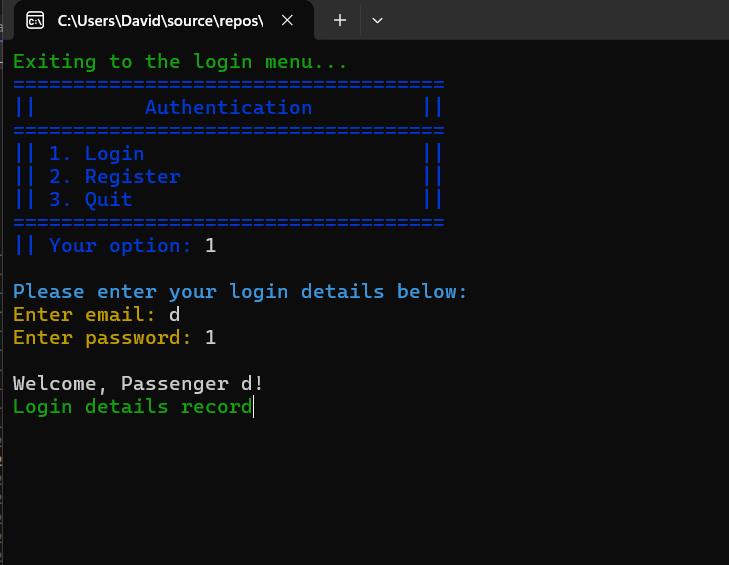 C:\Users\David\source\repos\
Exiting to the login menu...
====================================
||         Authentication         ||
====================================
|| 1. Login                       ||
|| 2. Register                    ||
|| 3. Quit                        ||
====================================
|| Your option: 1
Please enter your login details below:
Enter email: d
Enter password: 1
Welcome, Passenger d!
Login details record